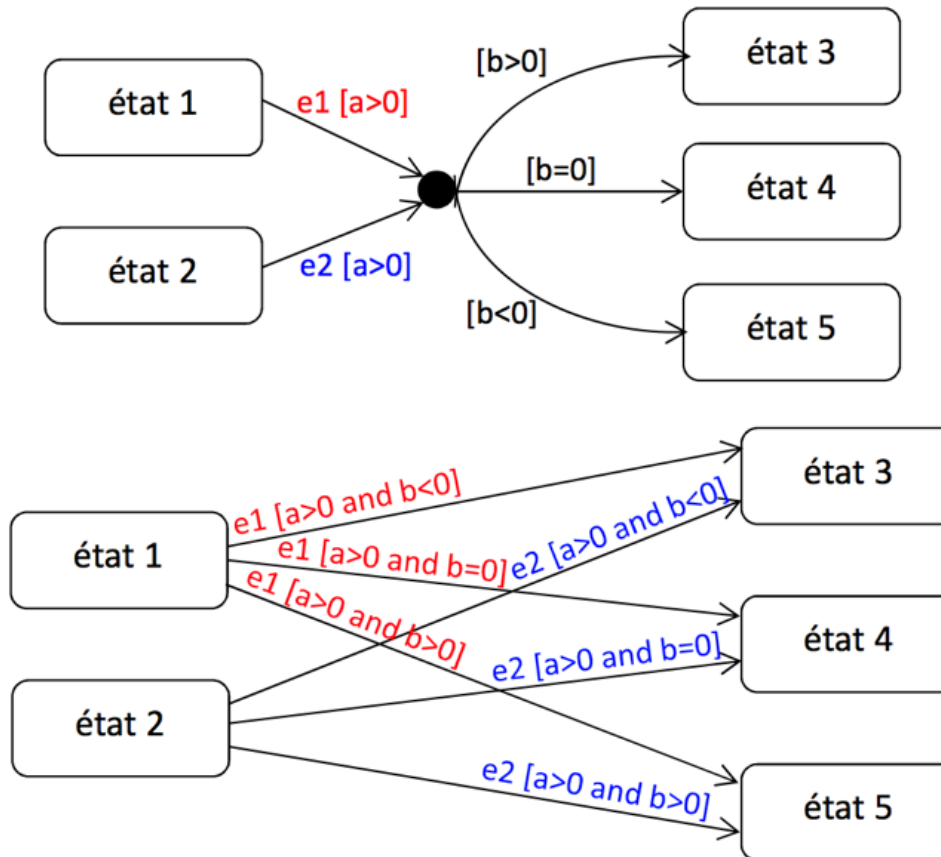 état 1
e1 [a>0]
état 2
e2 [a>0]
[b>0]
état 3
[b=0]
état 4
[b<0]
état 5
état 1
e1 [a>0 and b<0]
e1 [a>0 and b=0]
e1 [a>0 and b>0]
état 2
e2 [a>0 and b<0]
e2 [a>0 and b=0]
e2 [a>0 and b>0]
état 3
état 4
état 5